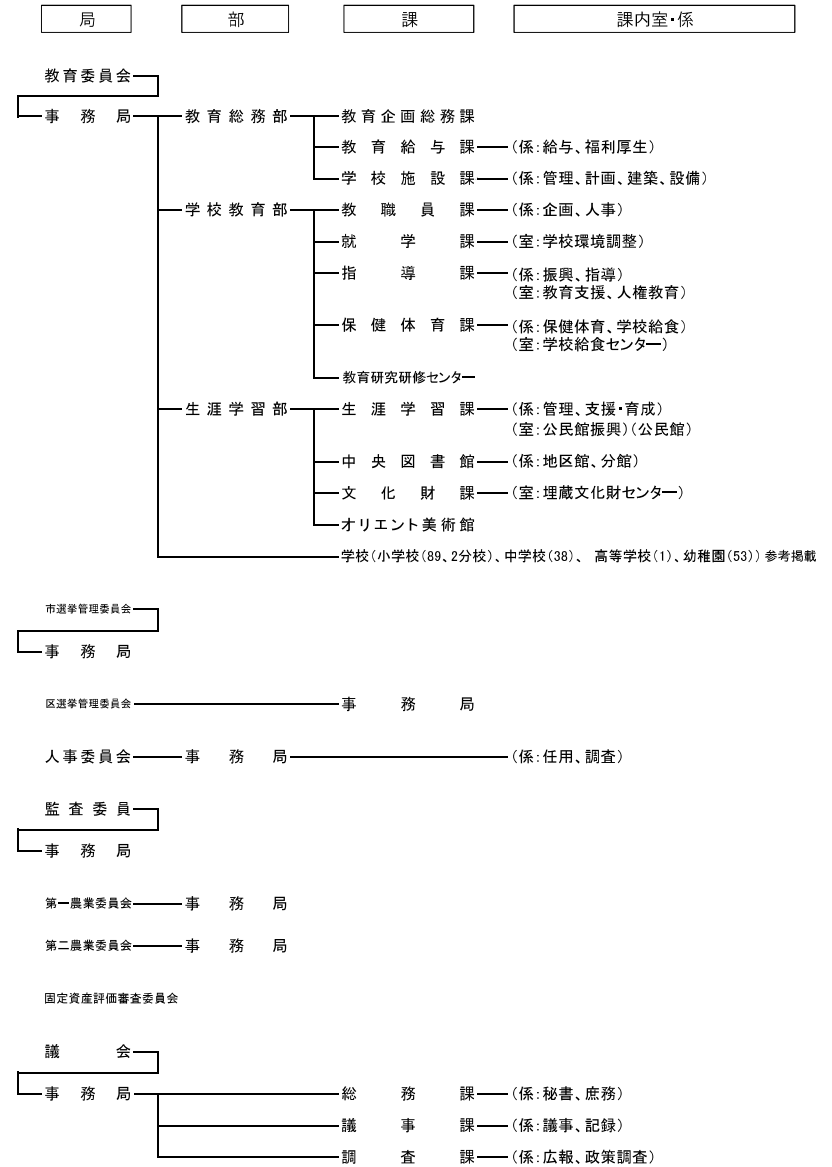 局 部 課 課内室・係
教育委員会
事務局 教育総務部 教育企画総務課
教育給与課 (係:給与、福利厚生)
学校施設課 (係:管理、計画、建築、設備)
学校教育部 教職員課 (係:企画、人事)
就学課 (室:学校環境調整)
指導課 (係:振興、指導)
(室:教育支援、人権教育)
保健体育課 (係:保健体育、学校給食)
(室:学校給食センター)
教育研究研修センター
生涯学習部 生涯学習課 (係:管理、支援・育成)
(室:公民館振興)(公民館)
中央図書館 (係:地区館、分館)
文化財課 (室:埋蔵文化財センター)
オリエント美術館
学校(小学校(89、2分校)、中学校(38)、 高等学校(1)、幼稚園(53)) 参考掲載
市選挙管理委員会
事務局
区選挙管理委員会 事務局
人事委員会 事務局 (係:任用、調査)
監査委員
事務局
第一農業委員会 事務局
第二農業委員会 事務局
固定資産評価審査委員会
議会
事務局 総務課 (係:秘書、庶務)
議事課 (係:議事、記録)
調査課 (係:広報、政策調査)